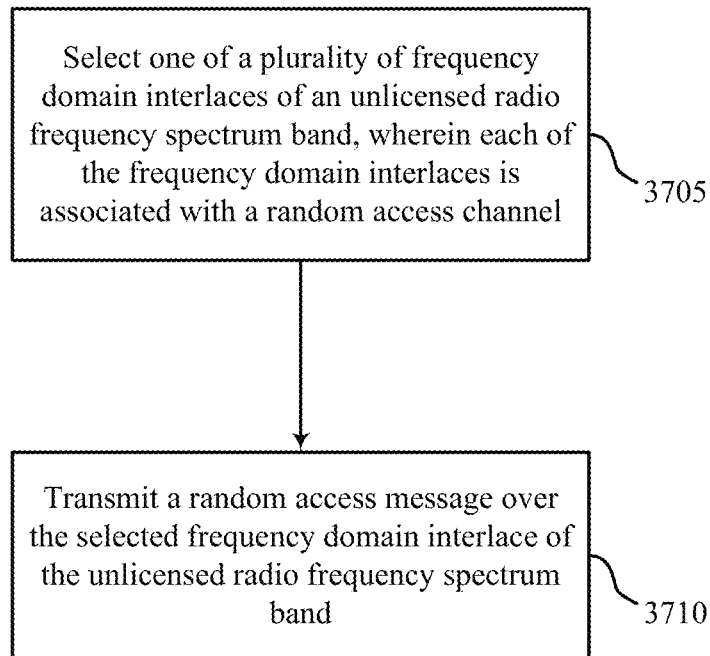 Select one of a plurality of frequency
domain interlaces of an unlicensed radio
frequency spectrum band, wherein each of
the frequency domain interlaces is
associated with a random access channel
3705
Transmit a random access message over
the selected frequency domain interlace of
the unlicensed radio frequency spectrum
band
3710